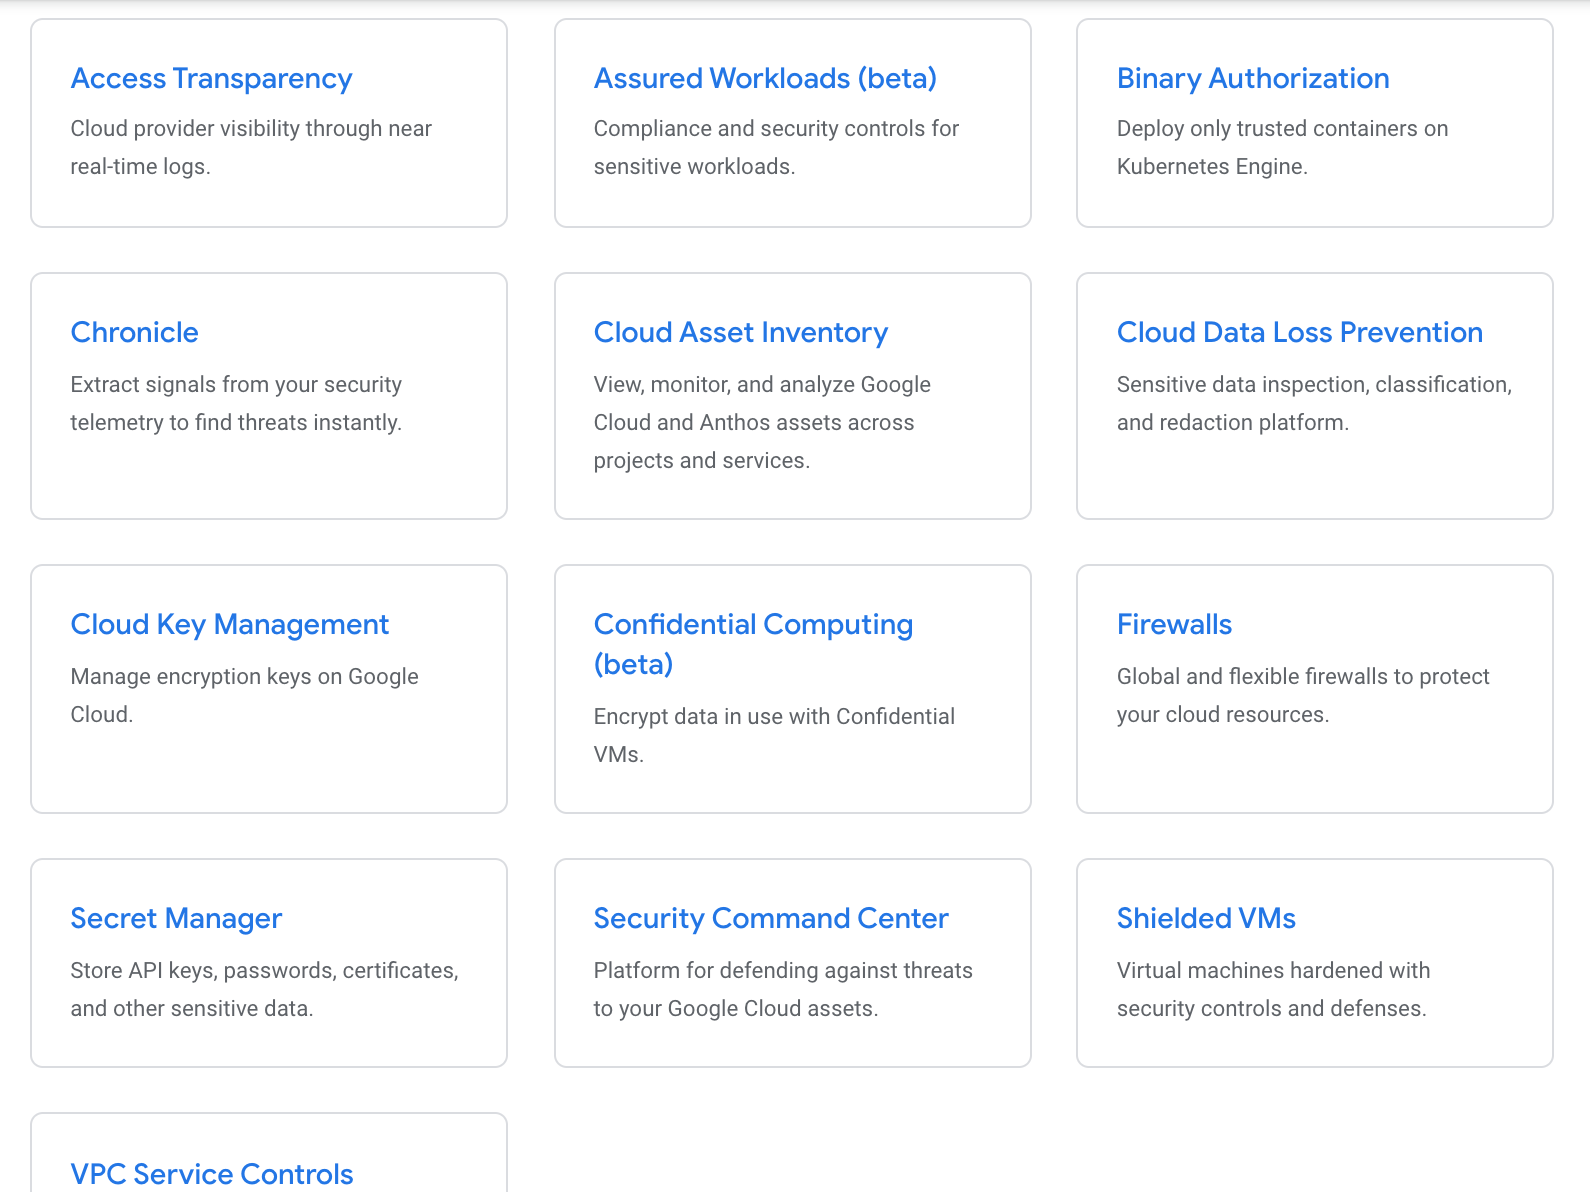 Access Transparency
Cloud provider visibility through near
real-time logs.
Assured Workloads (beta)
Compliance and security controls for
sensitive workloads.
Binary Authorization
Deploy only trusted containers on
Kubernetes Engine.
Chronicle
Extract signals from your security
telemetry to find threats instantly.
Cloud Asset Inventory
View, monitor, and analyze Google
Cloud and Anthos assets across
projects and services.
Cloud Data Loss Prevention
Sensitive data inspection, classification,
and redaction platform.
Cloud Key Management
Manage encryption keys on Google
Cloud.
Confidential Computing
(beta)
Encrypt data in use with Confidential
VMs.
Firewalls
Global and flexible firewalls to protect
your cloud resources.
Secret Manager
Store API keys, passwords, certificates,
and other sensitive data.
Security Command Center
Platform for defending against threats
to your Google Cloud assets.
Shielded VMs
Virtual machines hardened with
security controls and defenses.
VPC Service Controls